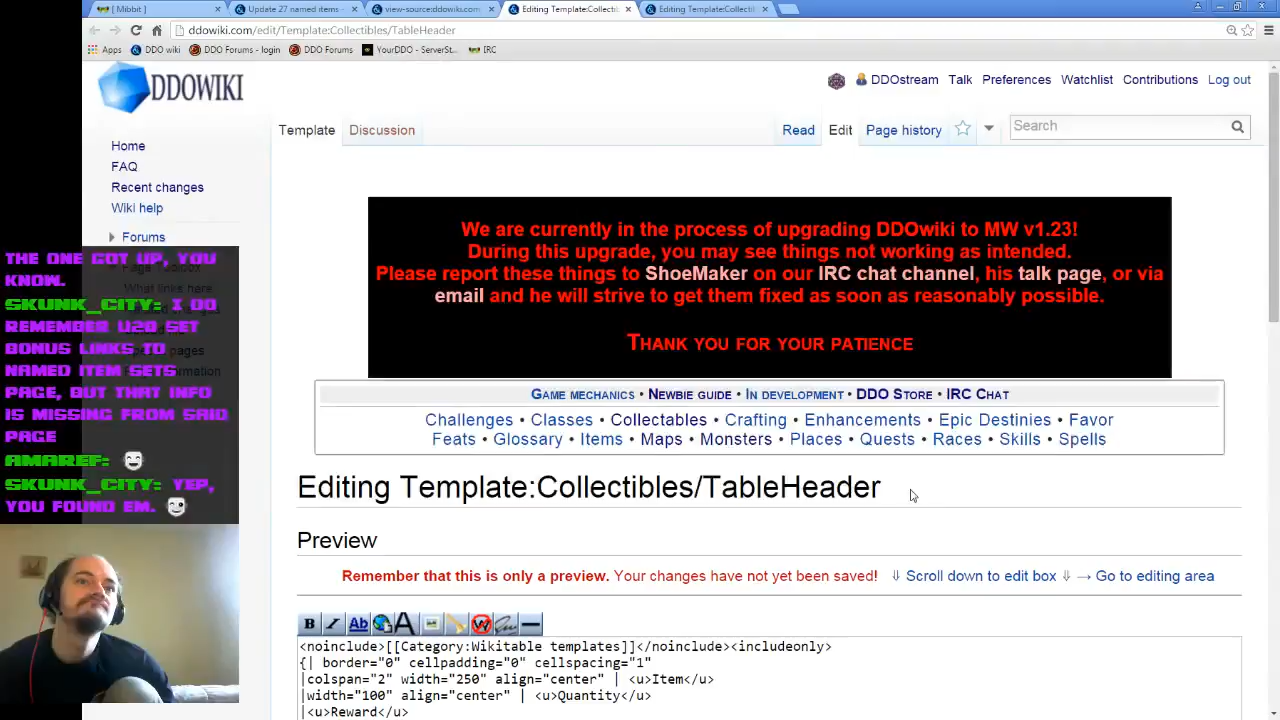 [ Mibbit ]
Update 27 named items -
view-source:ddowiki.com
Editing Template:Collectib
Editing Template:Collectib
ddowiki.com/edit/Template:Collectibles/TableHeader
Apps DDO wiki DDO Forums - login DDO Forums YourDDO - ServerSt... IRC
DDOWIKI
DDOstream Talk Preferences Watchlist Contributions Log out
Template Discussion Read Edit Page history Search
Home
FAQ
Recent changes
Wiki help
Forums
Page Toolbox
What links here
pages
information
THE ONE GOT UP, YOU
KNOW.
SKUNK_CITY: I DO
REMEMBER U20 SET
BONUS LINKS TO
NAMED ITEM SETS
PAGE, BUT THAT INFO
IS MISSING FROM SAID
PAGE
AMAREF:
SKUNK_CITY: YEP,
YOU FOUND EM.
We are currently in the process of upgrading DDOwiki to MW v1.23!
During this upgrade, you may see things not working as intended.
Please report these things to ShoeMaker on our IRC chat channel, his talk page, or via
email and he will strive to get them fixed as soon as reasonably possible.
Thank you for your patience
Game mechanics • Newbie guide • In development • DDO Store • IRC Chat
Challenges • Classes • Collectables • Crafting • Enhancements • Epic Destinies • Favor
Feats • Glossary • Items • Maps • Monsters • Places • Quests • Races • Skills • Spells
Editing Template:Collectibles/TableHeader
Preview
Remember that this is only a preview. Your changes have not yet been saved! ⇓ Scroll down to edit box ⇓ → Go to editing area
B I Ab A W
<noinclude>[[Category:Wikitable templates]]</noinclude><includeonly>
{| border="0" cellpadding="0" cellspacing="1"
|colspan="2" width="250" align="center" | <u>Item</u>
|width="100" align="center" | <u>Quantity</u>
|<u>Reward</u>